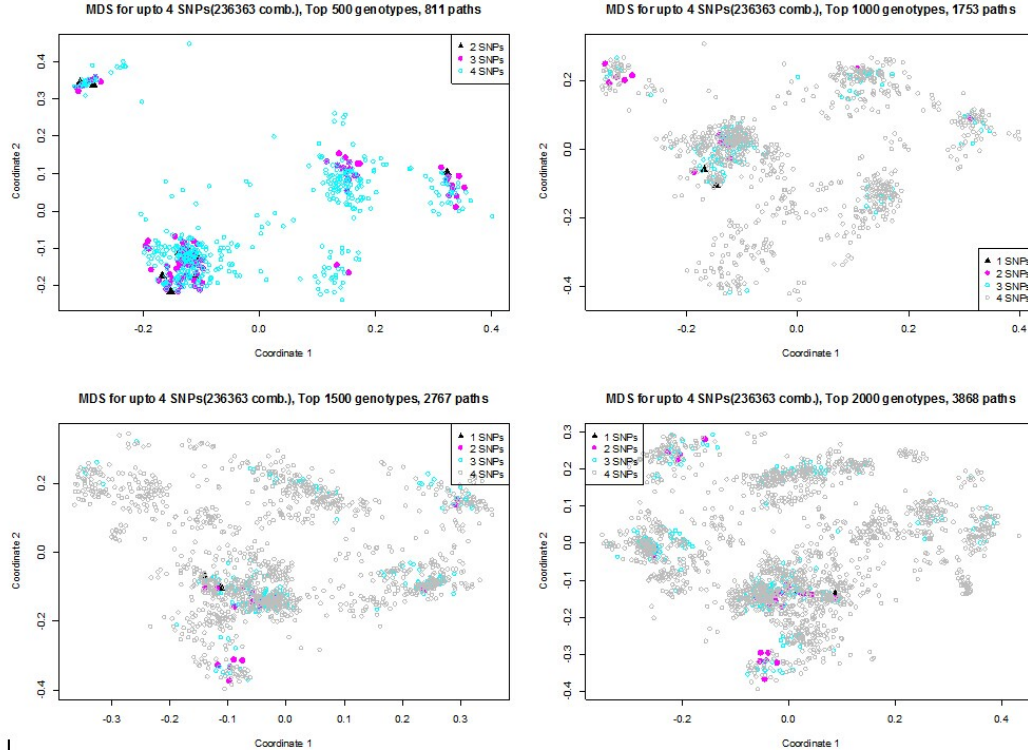 MDS for upto 4 SNPs(236363 comb.), Top 500 genotypes, 811 paths
Coordinate 2
0.4
0.3
0.2
0.1
0.0
-0.1
-0.2
-0.2
0.0
0.2
0.4
Coordinate 1
2 SNPs
3 SNPs
4 SNPs
MDS for upto 4 SNPs(236363 comb.), Top 1000 genotypes, 1753 paths
Coordinate 2
0.2
0.0
-0.2
-0.4
-0.2
0.0
0.2
0.4
Coordinate 1
1 SNPs
2 SNPs
3 SNPs
4 SNPs
MDS for upto 4 SNPs(236363 comb.), Top 1500 genotypes, 2767 paths
Coordinate 2
0.2
0.0
-0.2
-0.4
-0.3
-0.2
-0.1
0.0
0.1
0.2
0.3
Coordinate 1
1 SNPs
2 SNPs
3 SNPs
4 SNPs
MDS for upto 4 SNPs(236363 comb.), Top 2000 genotypes, 3868 paths
Coordinate 2
0.3
0.2
0.1
0.0
-0.1
-0.2
-0.3
-0.4
-0.2
0.0
0.2
0.4
Coordinate 1
1 SNPs
2 SNPs
3 SNPs
4 SNPs